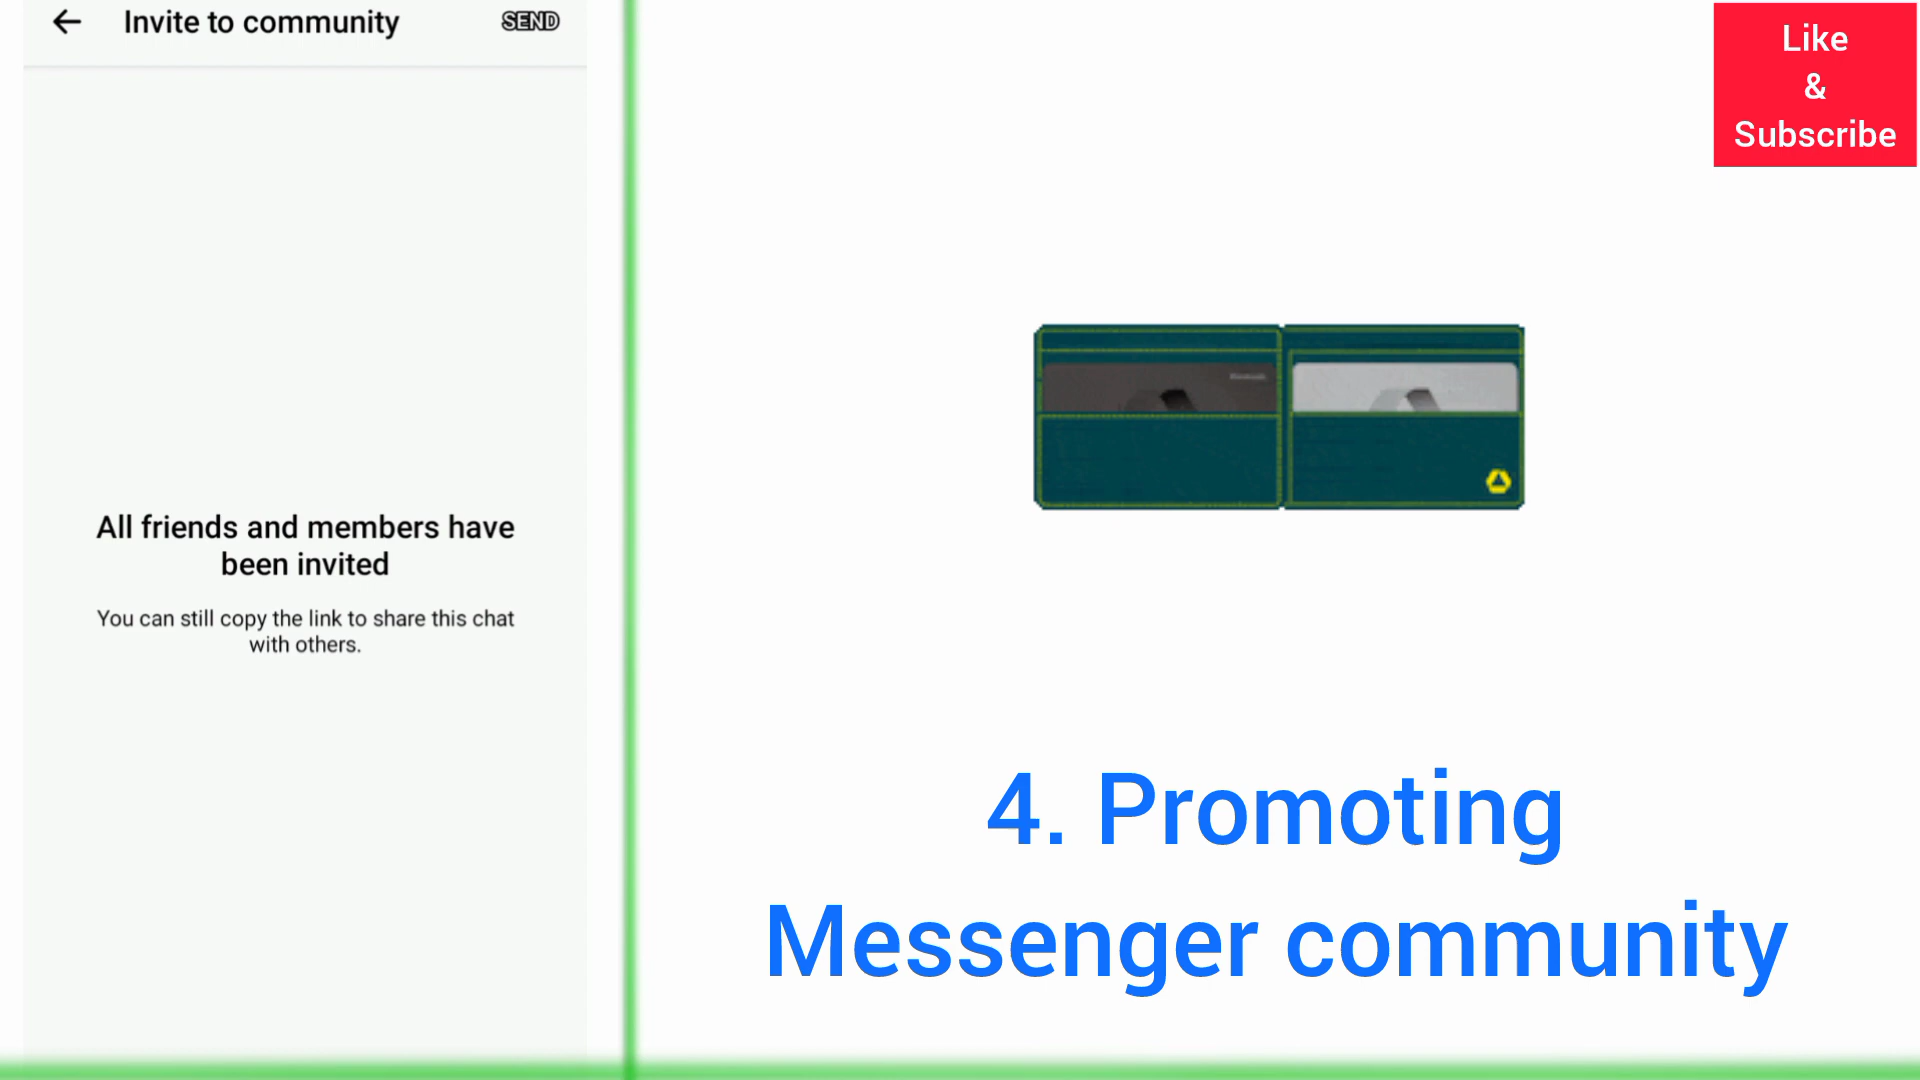 Invite to community
SEND
All friends and members have
been invited
You can still copy the link to share this chat
with others.
Like
&
Subscribe
4. Promoting
Messenger community